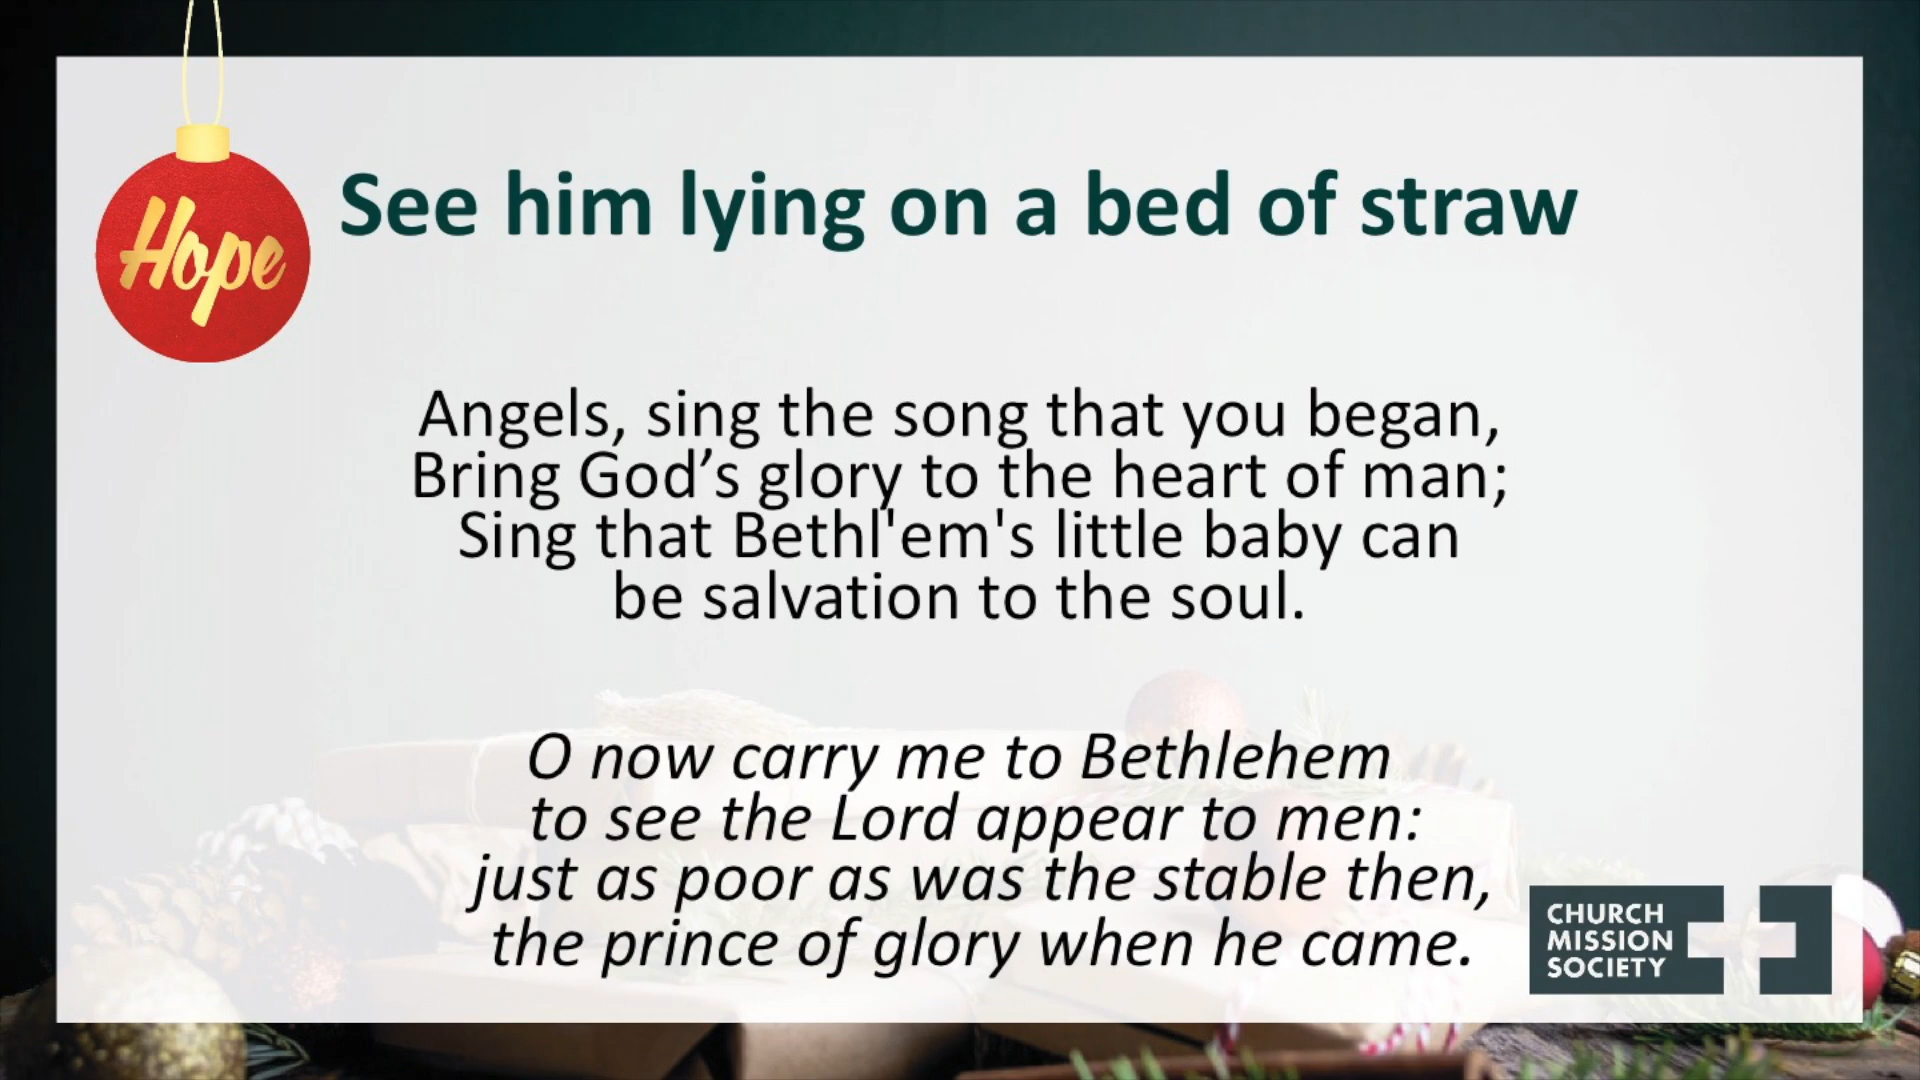 Hope
See him lying on a bed of straw
Angels, sing the song that you began,
Bring God’s glory to the heart of man;
Sing that Bethl'em's little baby can
be salvation to the soul.
O now carry me to Bethlehem
to see the Lord appear to men:
just as poor as was the stable then,
the prince of glory when he came.
CHURCH
MISSION
SOCIETY